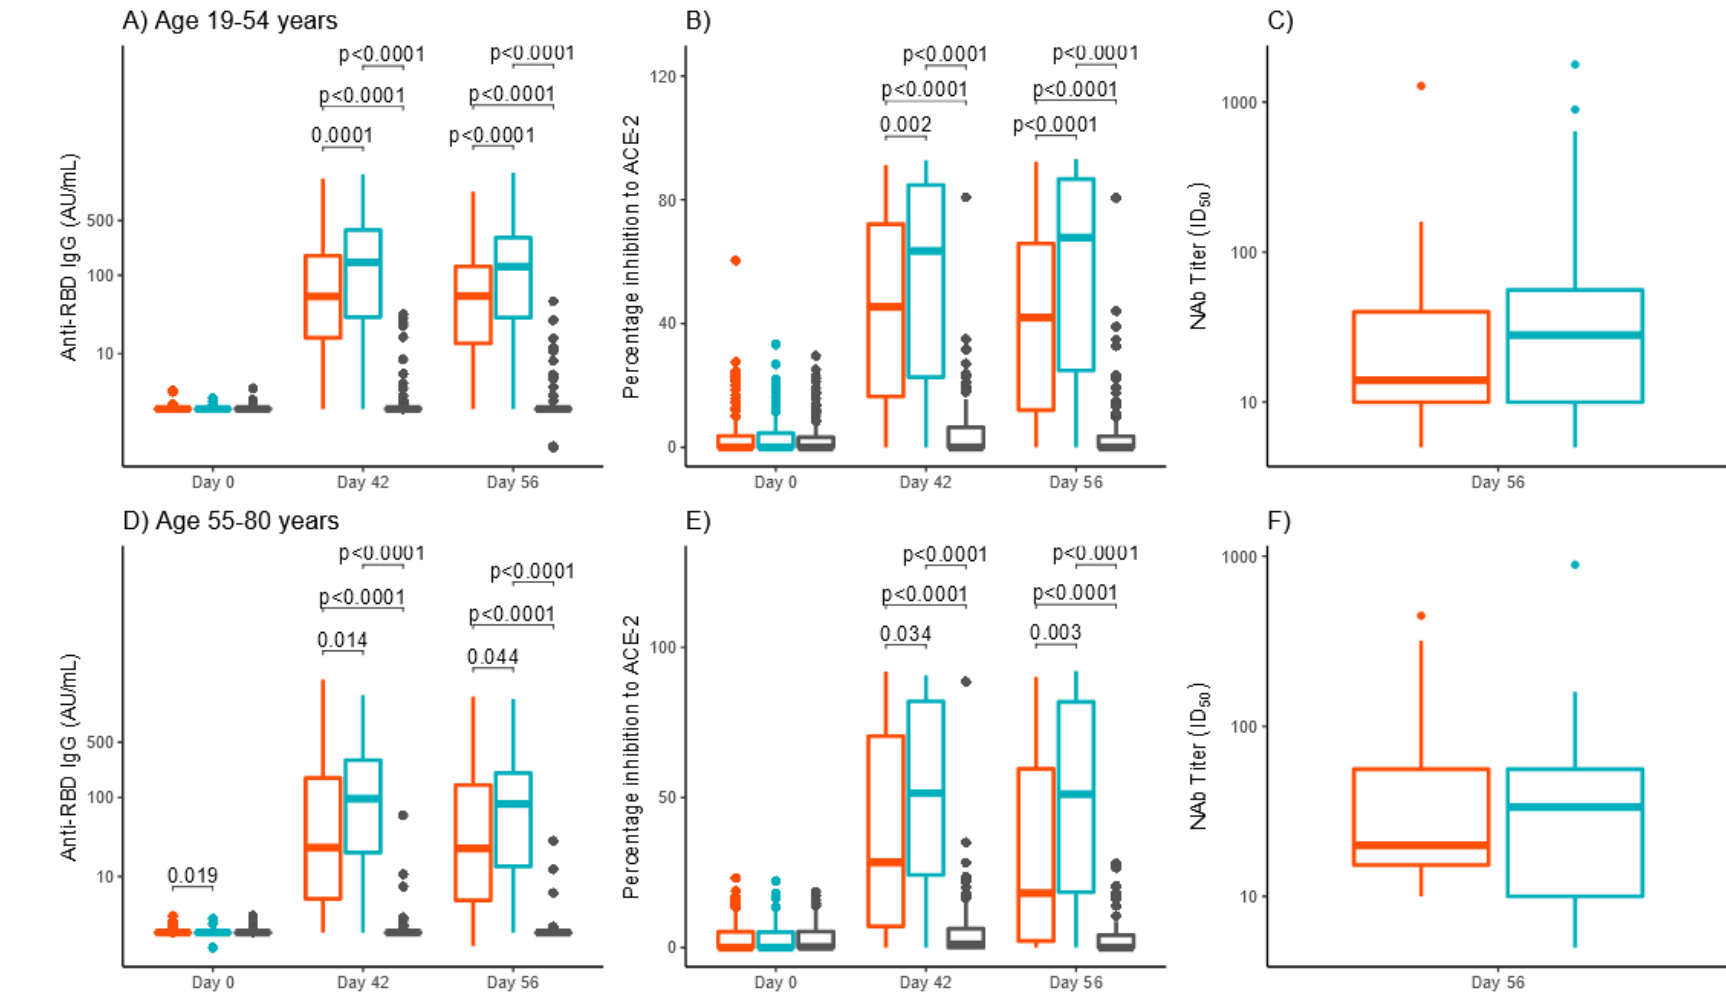 A) Age 19-54 years
B)
C)
p<0.0001
p<0.0001
p<0.0001
p<0.0001
p<0.0001
p<0.0001
p<0.0001
p<0.0001
0.0001
p<0.0001
0.002
p<0.0001
Anti-RBD IgG (AU/mL)
500
100
10
Percentage inhibition to ACE-2
120
80
40
0
NAb Titer (ID50)
1000
100
10
Day 0
Day 42
Day 56
Day 0
Day 42
Day 56
Day 56
D) Age 55-80 years
E)
F)
p<0.0001
p<0.0001
p<0.0001
p<0.0001
p<0.0001
p<0.0001
p<0.0001
p<0.0001
0.014
0.044
0.034
0.003
0.019
Anti-RBD IgG (AU/mL)
500
100
10
Percentage inhibition to ACE-2
100
50
0
NAb Titer (ID50)
1000
100
10
Day 0
Day 42
Day 56
Day 0
Day 42
Day 56
Day 56